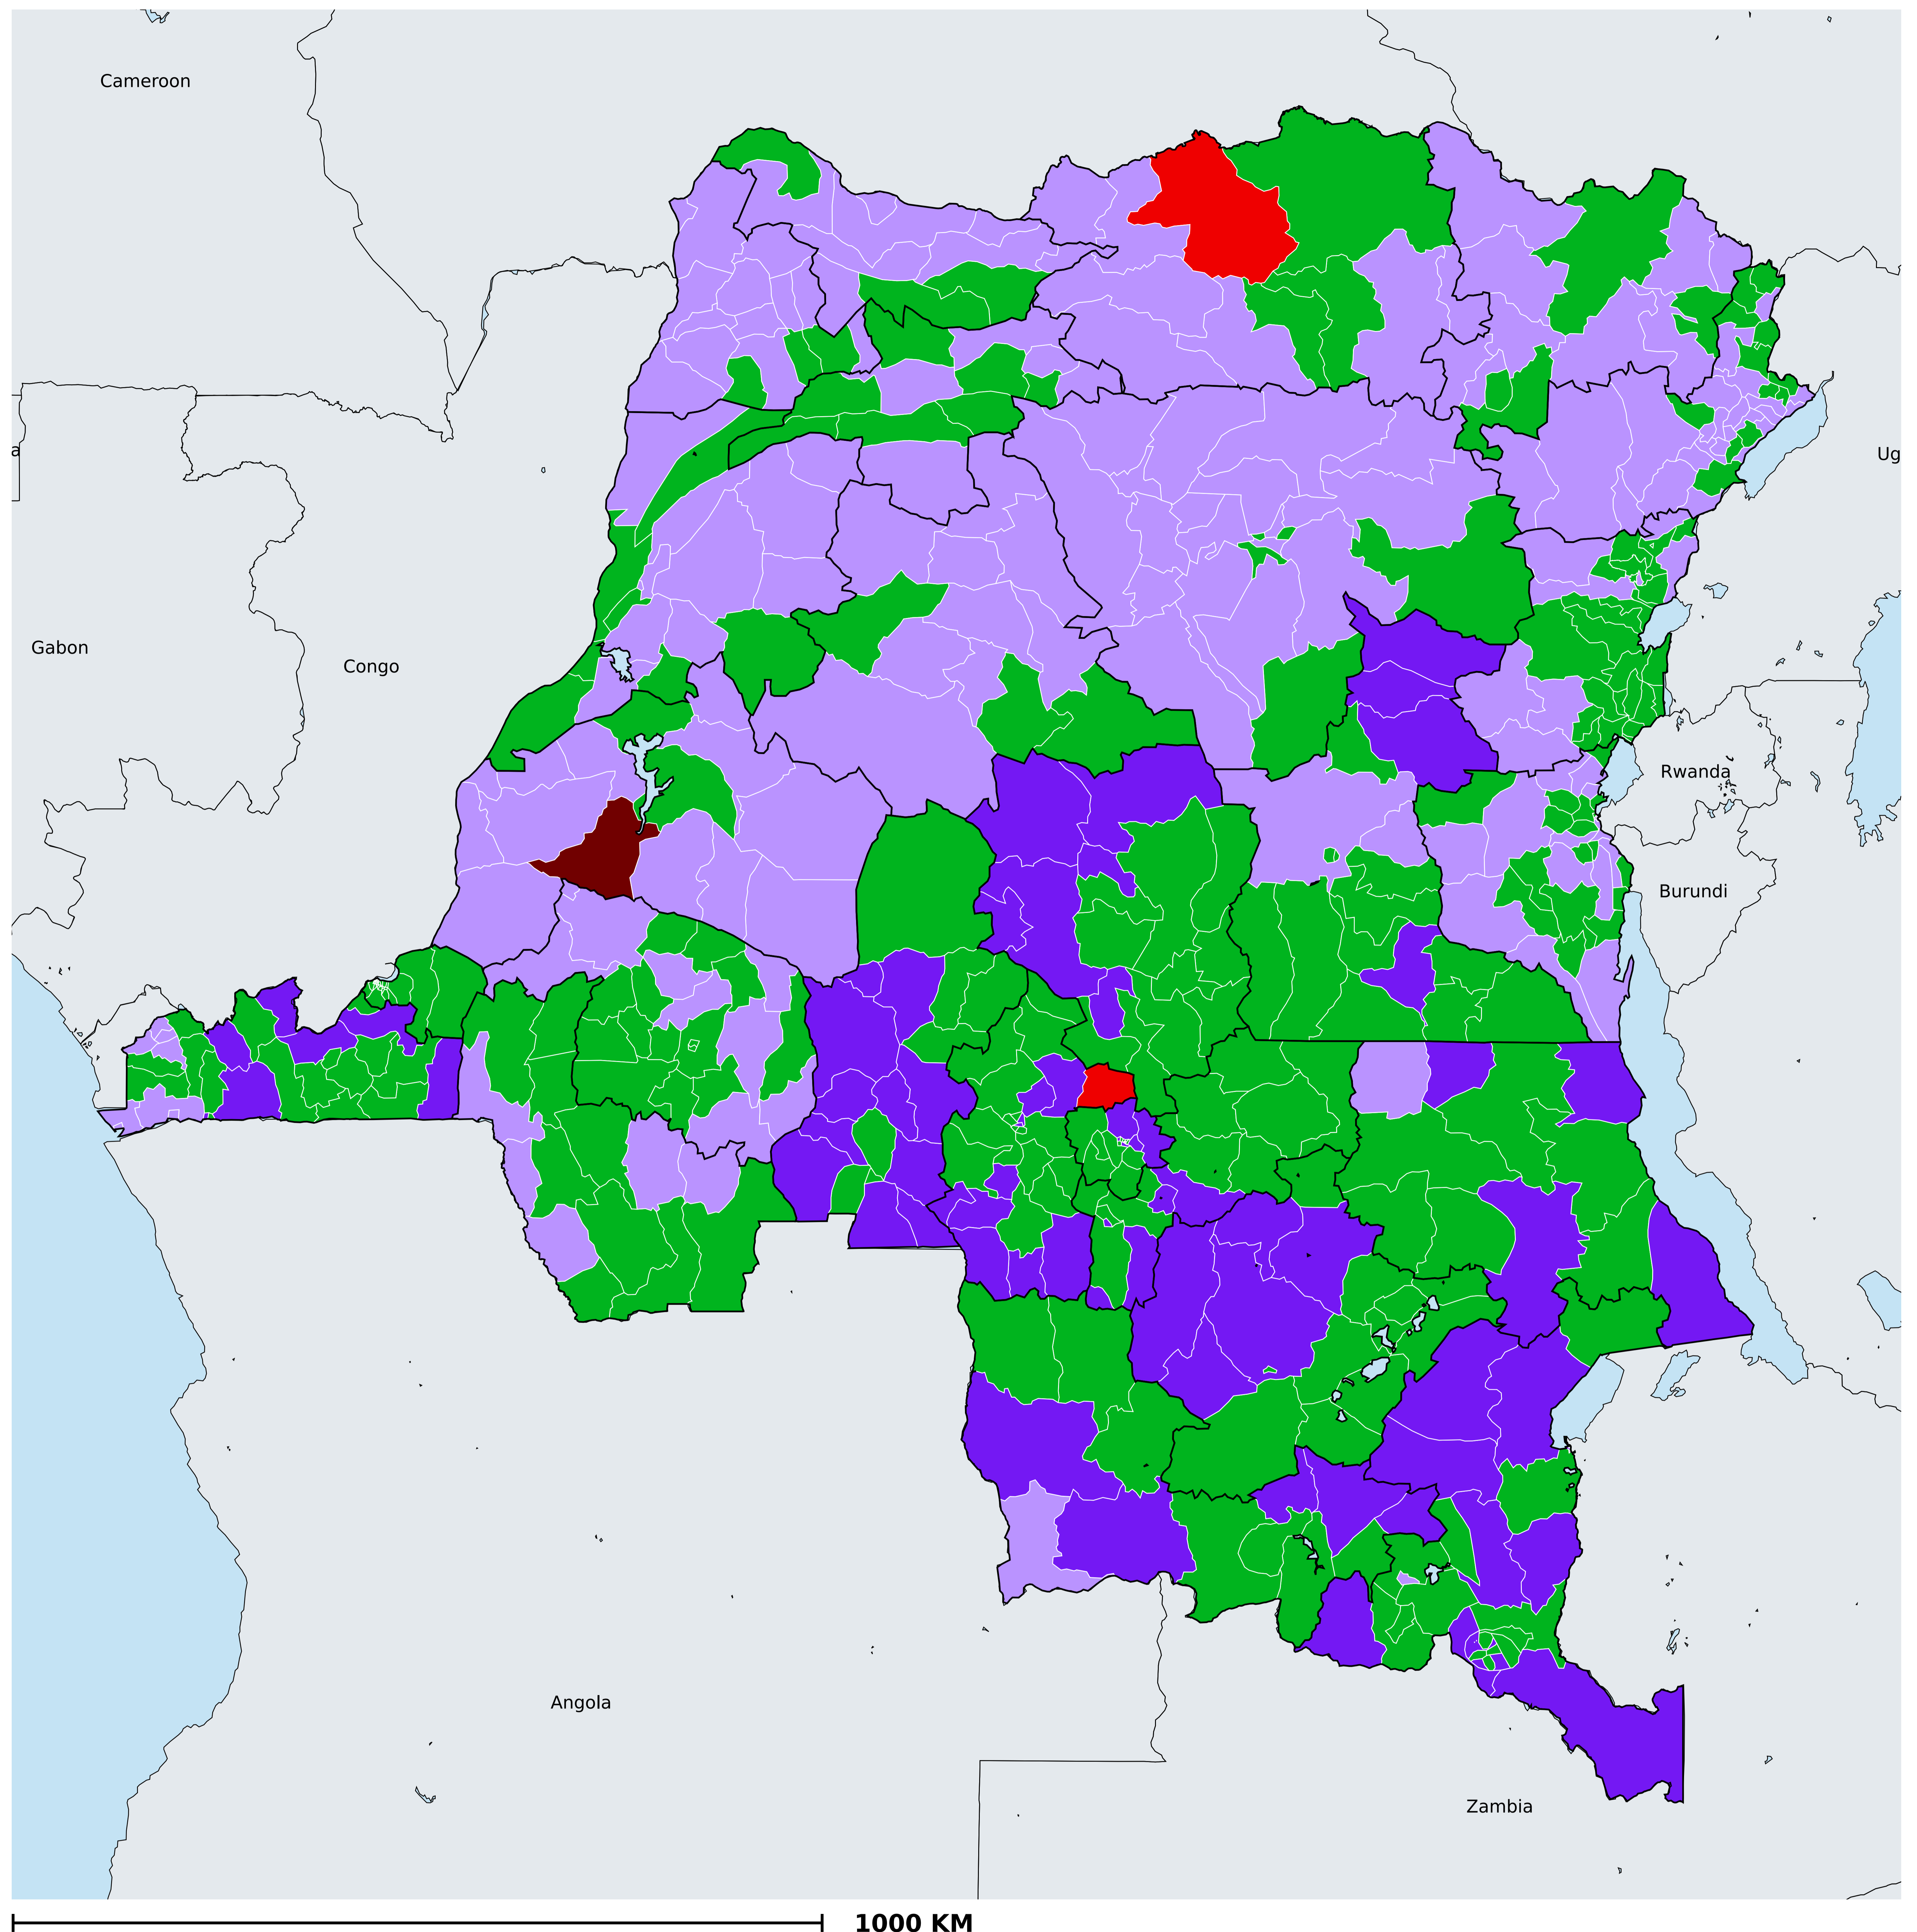 Cameroon
a
Ug
Gabon
Congo
Rwanda
Burundi
Angola
Zambia
1000 KM